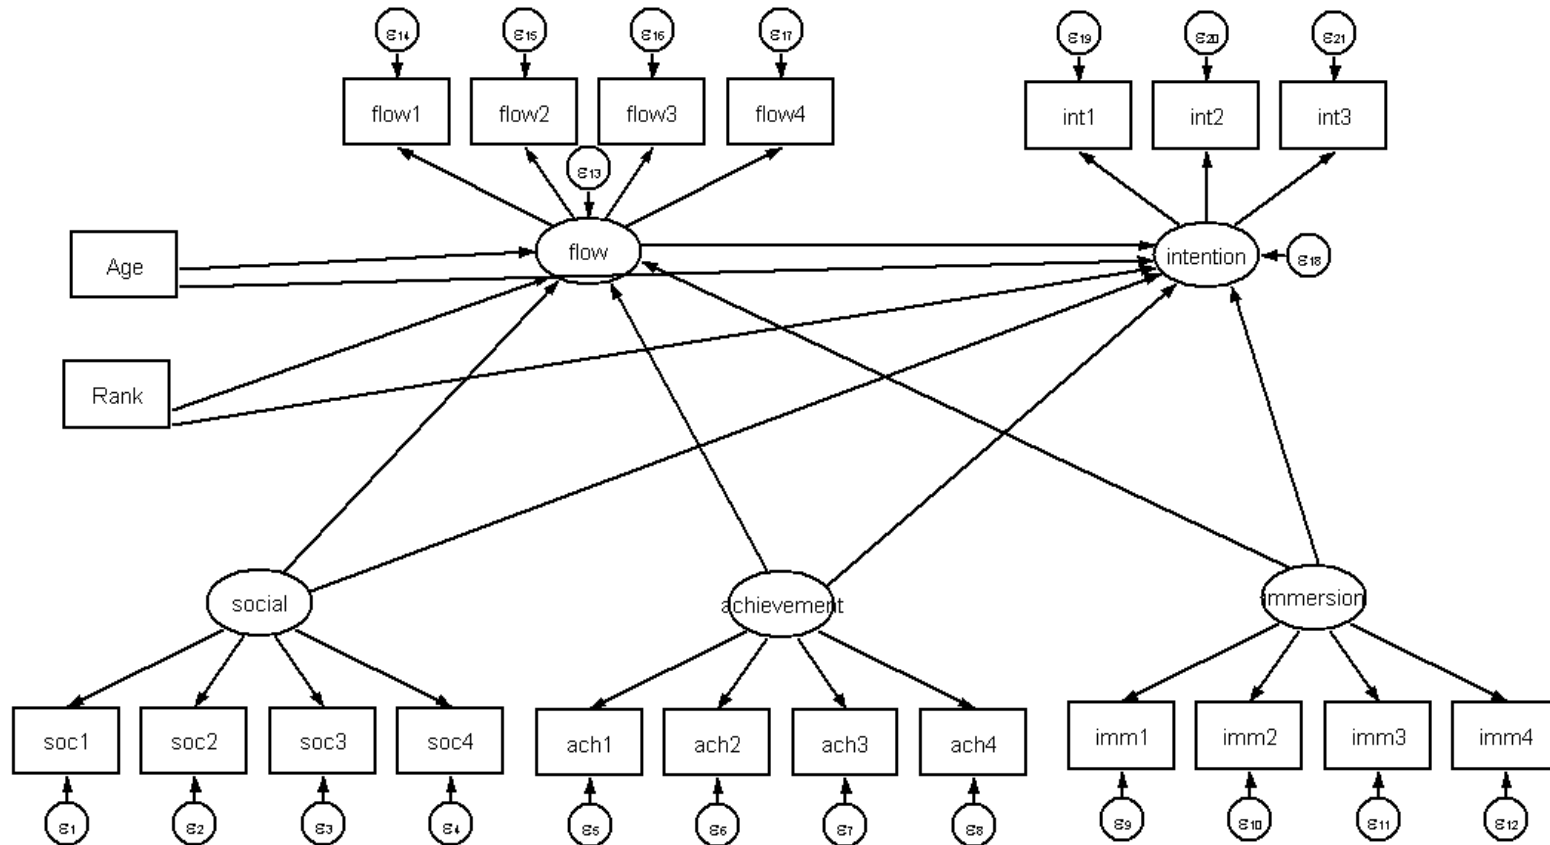 ε14 ε15 ε16 ε17 ε19 ε20 ε21
flow1 flow2 flow3 flow4 int1 int2 int3
ε13
Age flow intention ε18
Rank
social achievement immersion
soc1 soc2 soc3 soc4 ach1 ach2 ach3 ach4 imm1 imm2 imm3 imm4
ε1 ε2 ε3 ε4 ε5 ε6 ε7 ε8 ε9 ε10 ε11 ε12